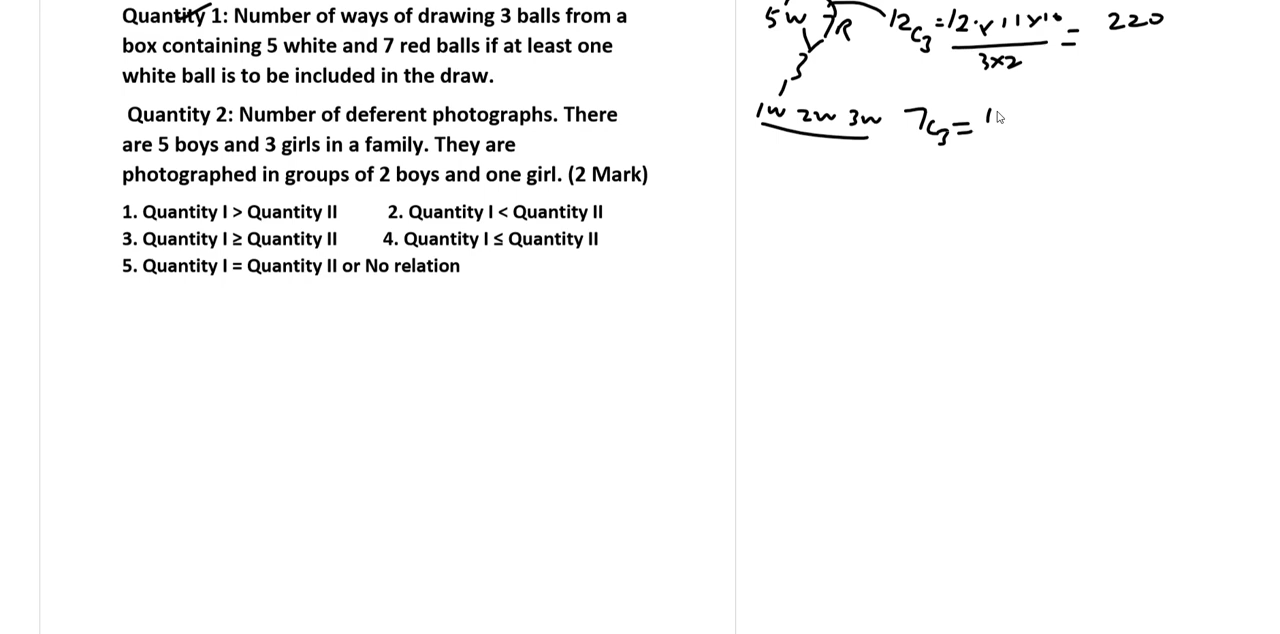 Quantity 1: Number of ways of drawing 3 balls from a
box containing 5 white and 7 red balls if at least one
white ball is to be included in the draw.
Quantity 2: Number of deferent photographs. There
are 5 boys and 3 girls in a family. They are
photographed in groups of 2 boys and one girl. (2 Mark)
1. Quantity I > Quantity II 2. Quantity I < Quantity II
3. Quantity I ≥ Quantity II 4. Quantity I ≤ Quantity II
5. Quantity I = Quantity II or No relation
5W 7R 12C3 = 12 x 11 x 10 = 220
3x2
3
1W 2W 3W 7C3 =